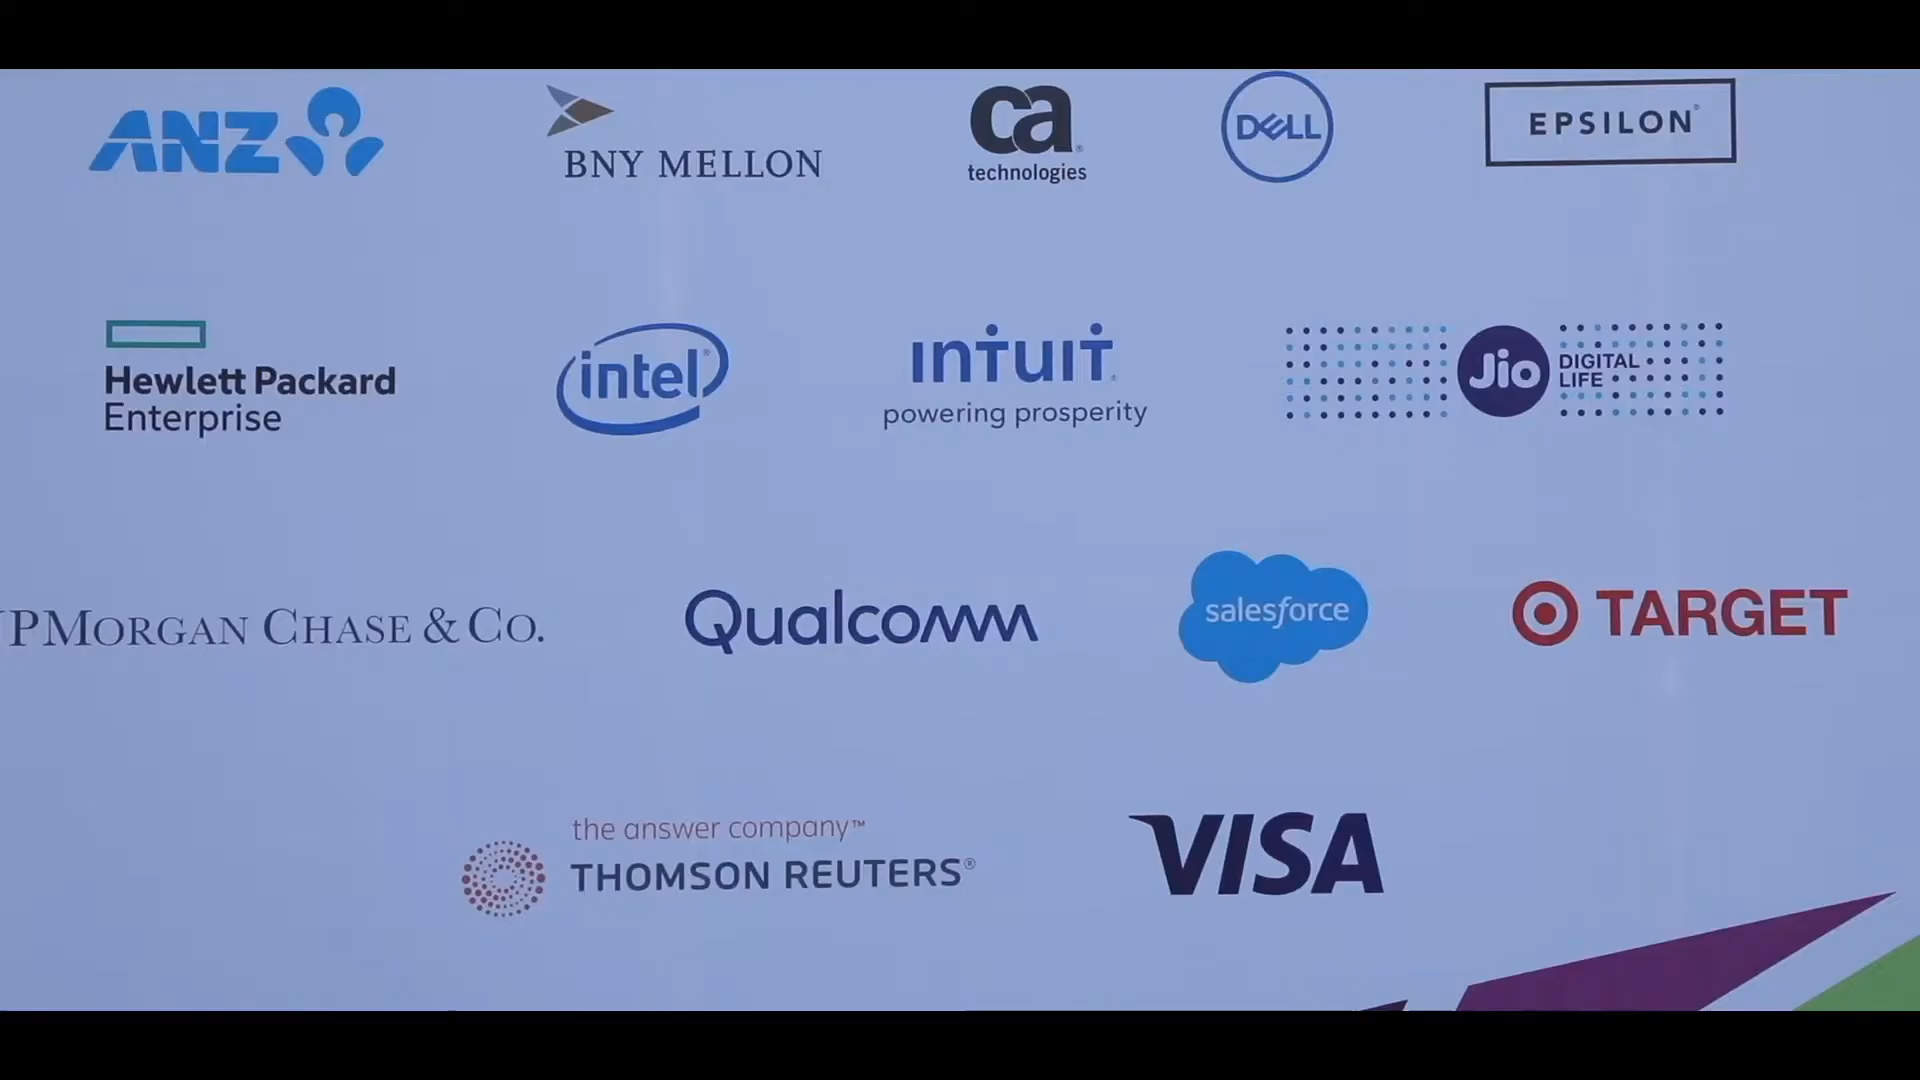 ANZ
BNY MELLON
ca
technologies
DELL
EPSILON
Hewlett Packard
Enterprise
intel
intuit
powering prosperity
Jio
DIGITAL
LIFE
JPMORGAN CHASE & CO.
Qualcomm
salesforce
TARGET
the answer company™
THOMSON REUTERS®
VISA